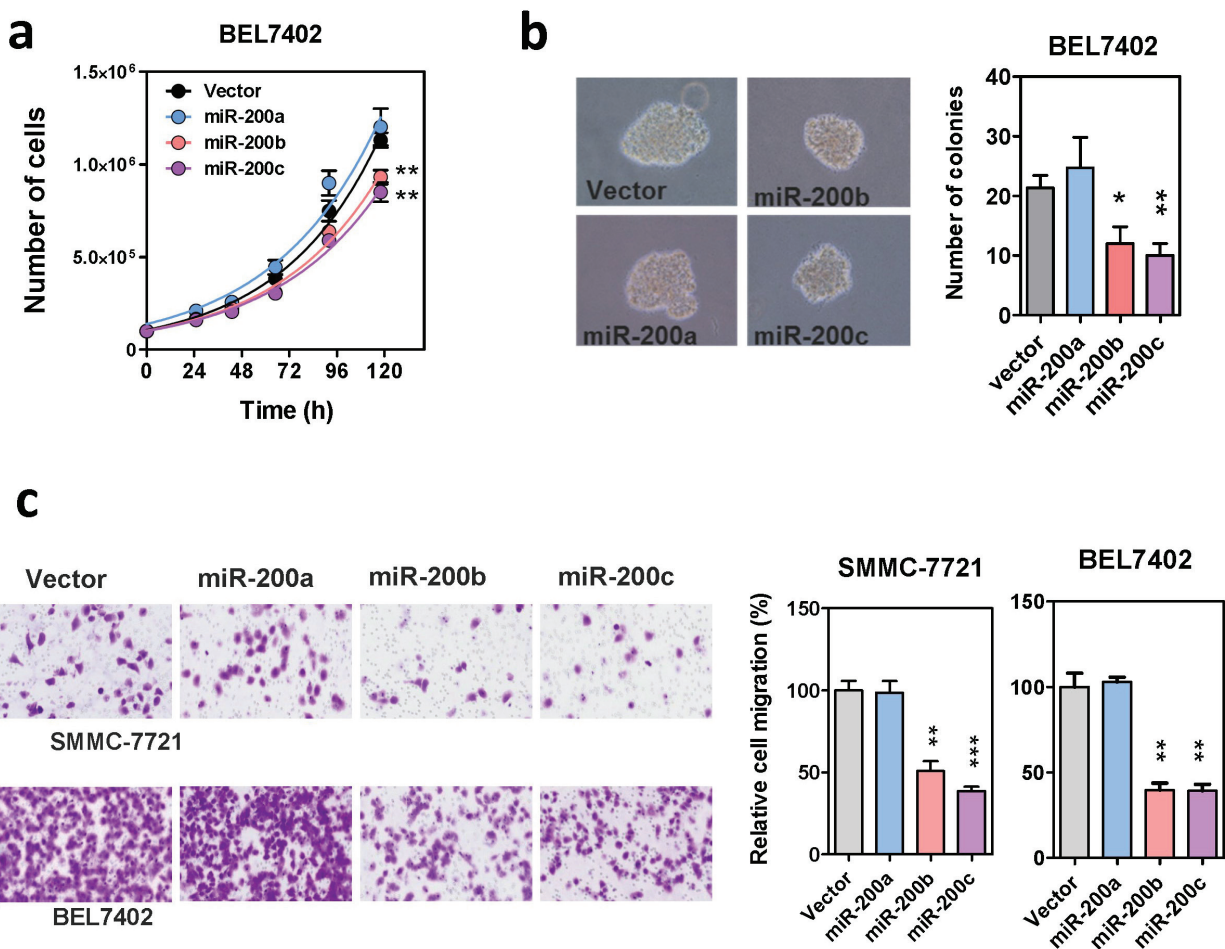 a
BEL7402
Number of cells
1.5×10⁶
1.0×10⁶
5.0×10⁵
0
Vector
miR-200a
miR-200b
miR-200c
**
**
0 24 48 72 96 120
Time (h)
b
Vector
miR-200b
miR-200a
miR-200c
BEL7402
Number of colonies
40
30
20
10
0
*
**
vector
miR-200a
miR-200b
miR-200c
c
Vector miR-200a miR-200b miR-200c
SMMC-7721
BEL7402
SMMC-7721
Relative cell migration (%)
150
100
50
0
**
***
Vector
miR-200a
miR-200b
miR-200c
BEL7402
150
100
50
0
**
**
Vector
miR-200a
miR-200b
miR-200c